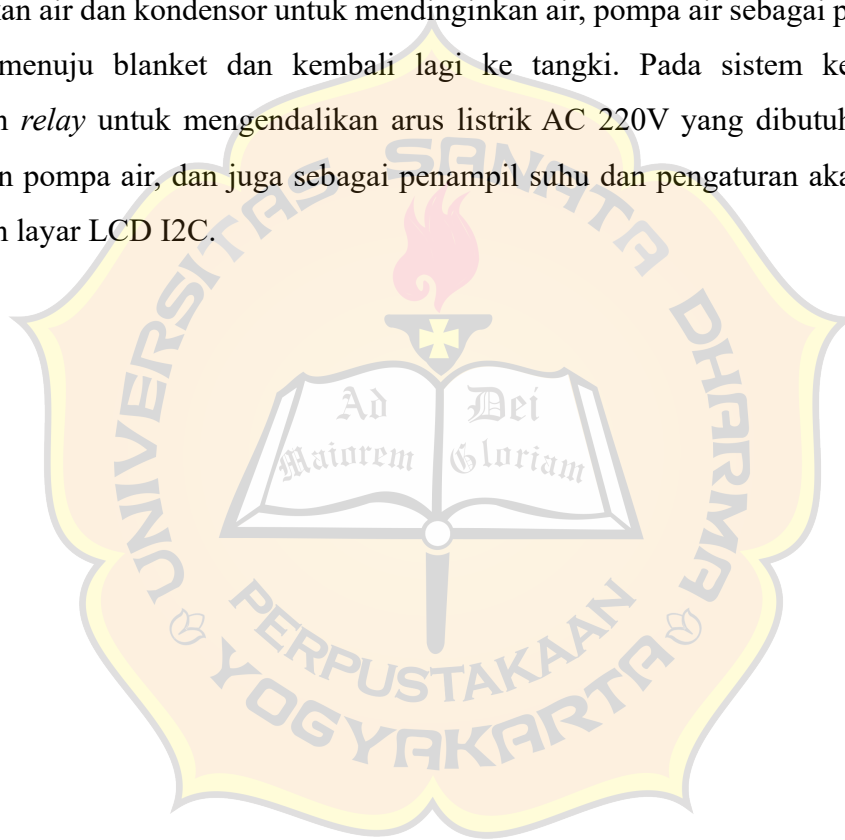 kan air dan kondensor untuk mendinginkan air, pompa air sebagai p
menuju blanket dan kembali lagi ke tangki. Pada sistem ke
n relay untuk mengendalikan arus listrik AC 220V yang dibutuh
n pompa air, dan juga sebagai penampil suhu dan pengaturan aka
n layar LCD I2C.
UNIVERSITAS SANATA DHARMA
Ad Dei
Maiorem Gloriam
PERPUSTAKAAN
YOGYAKARTA